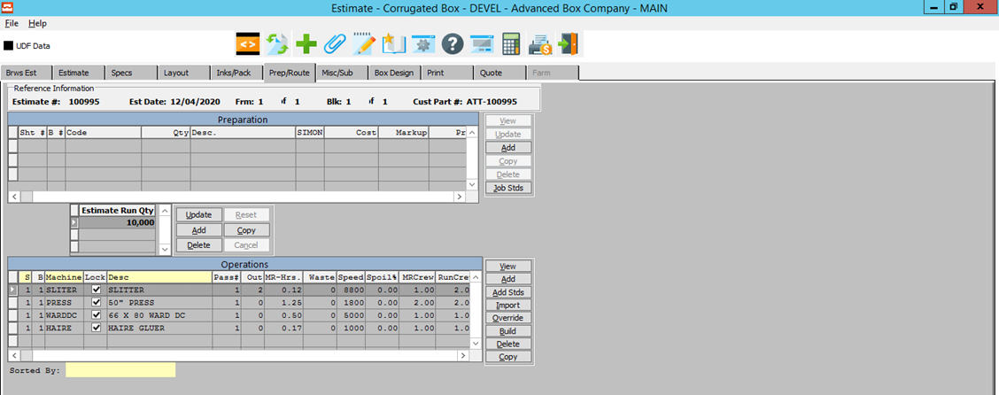 Estimate - Corrugated Box - DEVEL - Advanced Box Company - MAIN
File Help
UDF Data
Brws Est Estimate Specs Layout Inks/Pack Prep/Route Misc/Sub Box Design Print Quote Farm
Reference Information
Estimate #: 100995 Est Date: 12/04/2020 Frm: 1 of 1 Blk: 1 of 1 Cust Part #: ATT-100995
Preparation
Sht # B # Code Qty Desc. SIMON Cost Markup Pr
View
Update
Add
Copy
Delete
Job Stds
Estimate Run Qty
10,000
Update Reset
Add Copy
Delete Cancel
Operations
S B Machine Lock Desc Pass# Out MR-Hrs. Waste Speed Spoil% MRCrew RunCre
1 1 SLITER SLITTER 1 2 0.12 0 8800 0.00 1.00 2.0
1 1 PRESS 50" PRESS 1 0 1.25 0 1800 0.00 2.00 2.0
1 1 WARDDC 66 X 80 WARD DC 1 0 0.50 0 5000 0.00 1.00 1.0
1 1 HAIRE HAIRE GLUER 1 0 0.17 0 1000 0.00 1.00 1.0
View
Add
Add Stds
Import
Override
Build
Delete
Copy
Sorted By: